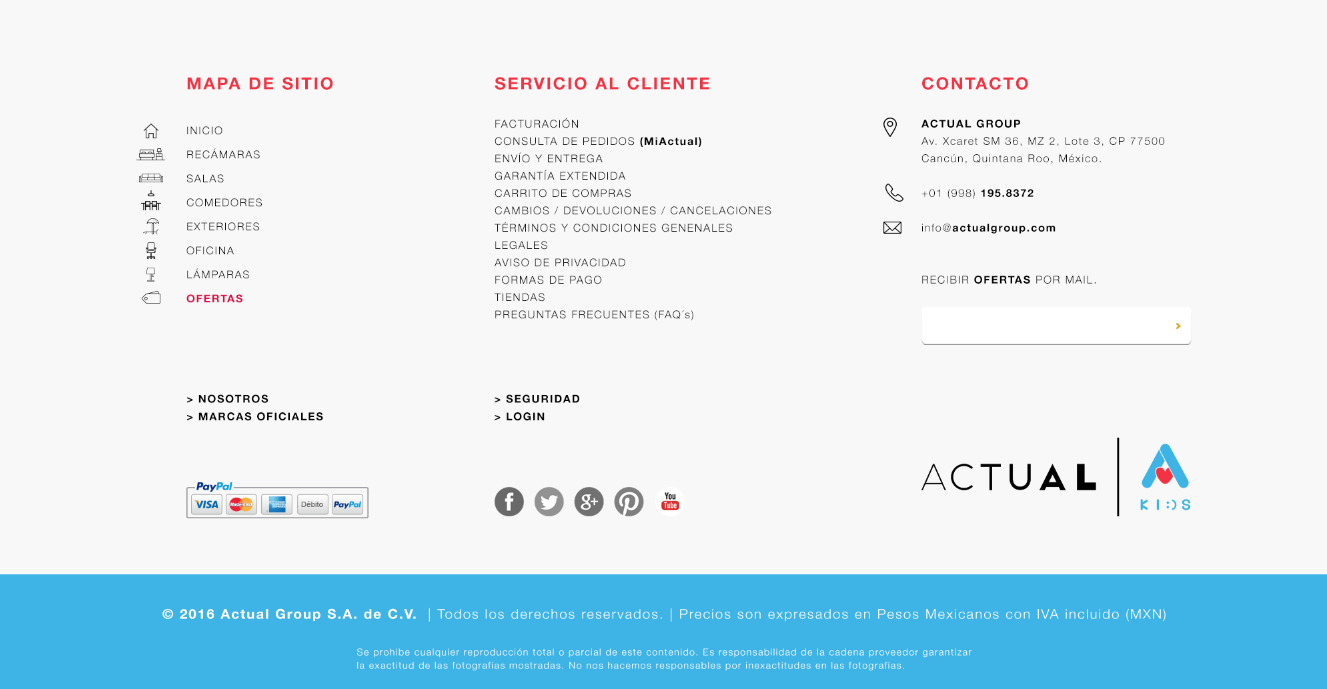 MAPA DE SITIO
INICIO
RECÁMARAS
SALAS
COMEDORES
EXTERIORES
OFICINA
LÁMPARAS
OFERTAS
SERVICIO AL CLIENTE
FACTURACIÓN
CONSULTA DE PEDIDOS (MiActual)
ENVÍO Y ENTREGA
GARANTÍA EXTENDIDA
CARRITO DE COMPRAS
CAMBIOS / DEVOLUCIONES / CANCELACIONES
TÉRMINOS Y CONDICIONES GENENALES
LEGALES
AVISO DE PRIVACIDAD
FORMAS DE PAGO
TIENDAS
PREGUNTAS FRECUENTES (FAQ´s)
CONTACTO
ACTUAL GROUP
Av. Xcaret SM 36, MZ 2, Lote 3, CP 77500
Cancún, Quintana Roo, México.
+01 (998) 195.8372
info@actualgroup.com
RECIBIR OFERTAS POR MAIL.
> NOSOTROS
> MARCAS OFICIALES
> SEGURIDAD
> LOGIN
PayPal
VISA MasterCard Débito PayPal
f g+ You
Tube
ACTUAL
KI:)S
© 2016 Actual Group S.A. de C.V. | Todos los derechos reservados. | Precios son expresados en Pesos Mexicanos con IVA incluido (MXN)
Se prohibe cualquier reproducción total o parcial de este contenido. Es responsabilidad de la cadena proveedor garantizar
la exactitud de las fotografías mostradas. No nos hacemos responsables por inexactitudes en las fotografías.